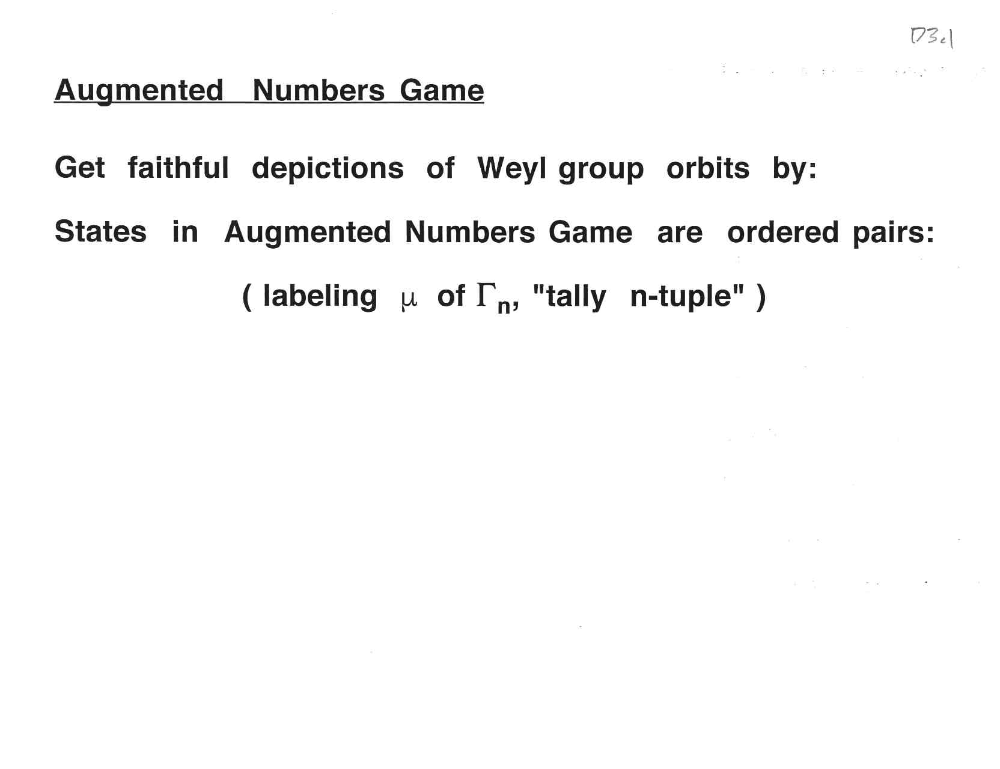 D3.1
Augmented Numbers Game
Get faithful depictions of Weyl group orbits by:
States in Augmented Numbers Game are ordered pairs:
( labeling μ of Γn, "tally n-tuple" )